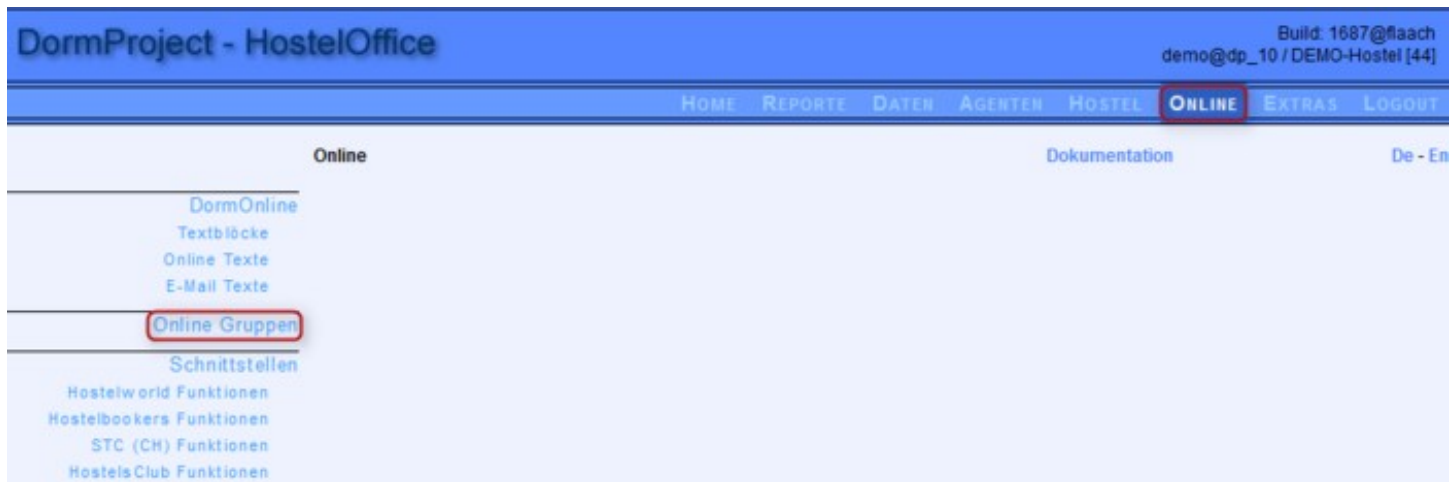 DormProject - HostelOffice
Build: 1687@flaach
demo@dp_10 / DEMO-Hostel [44]
HOME REPORTE DATEN AGENTEN HOSTEL ONLINE EXTRAS LOGOUT
Online Dokumentation De - En
DormOnline
Textblöcke
Online Texte
E-Mail Texte
Online Gruppen
Schnittstellen
Hostelworld Funktionen
Hostelbookers Funktionen
STC (CH) Funktionen
HostelsClub Funktionen